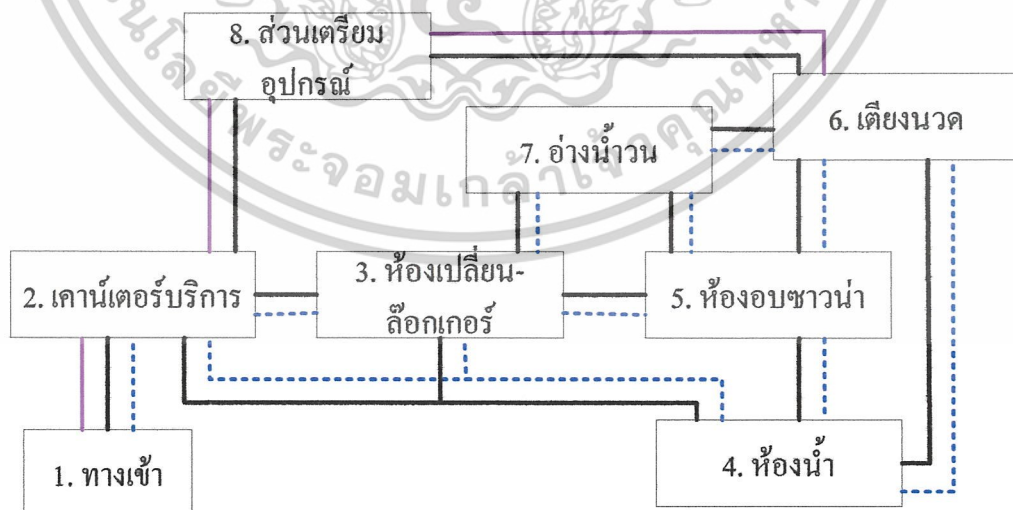 8. ส่วนเตรียม
อุปกรณ์
6. เตียงนวด
7. อ่างน้ำวน
2. เคาน์เตอร์บริการ
3. ห้องเปลี่ยน-
ล๊อกเกอร์
5. ห้องอบซาวน่า
1. ทางเข้า
4. ห้องน้ำ